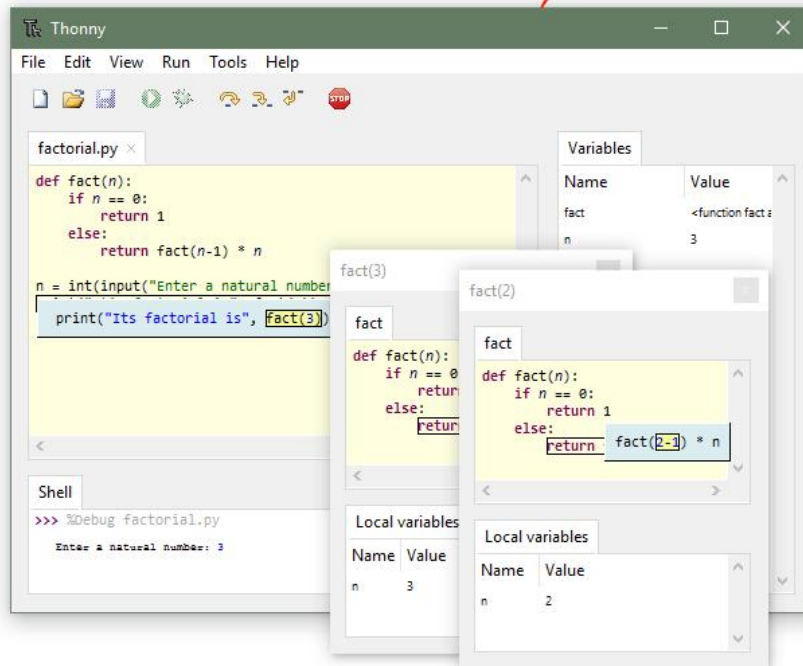 Thonny
File Edit View Run Tools Help
STOP
factorial.py
def fact(n):
if n == 0:
return 1
else:
return fact(n-1) * n
n = int(input("Enter a natural number
print("Its factorial is", fact(3))
Shell
>>> %Debug factorial.py
Enter a natural number: 3
Variables
Name Value
fact <function fact a
n 3
fact(3)
fact
def fact(n):
if n == 0
retur
else:
retur
Local variables
Name Value
n 3
fact(2)
fact
def fact(n):
if n == 0:
return 1
else:
return fact(2-1) * n
Local variables
Name Value
n 2